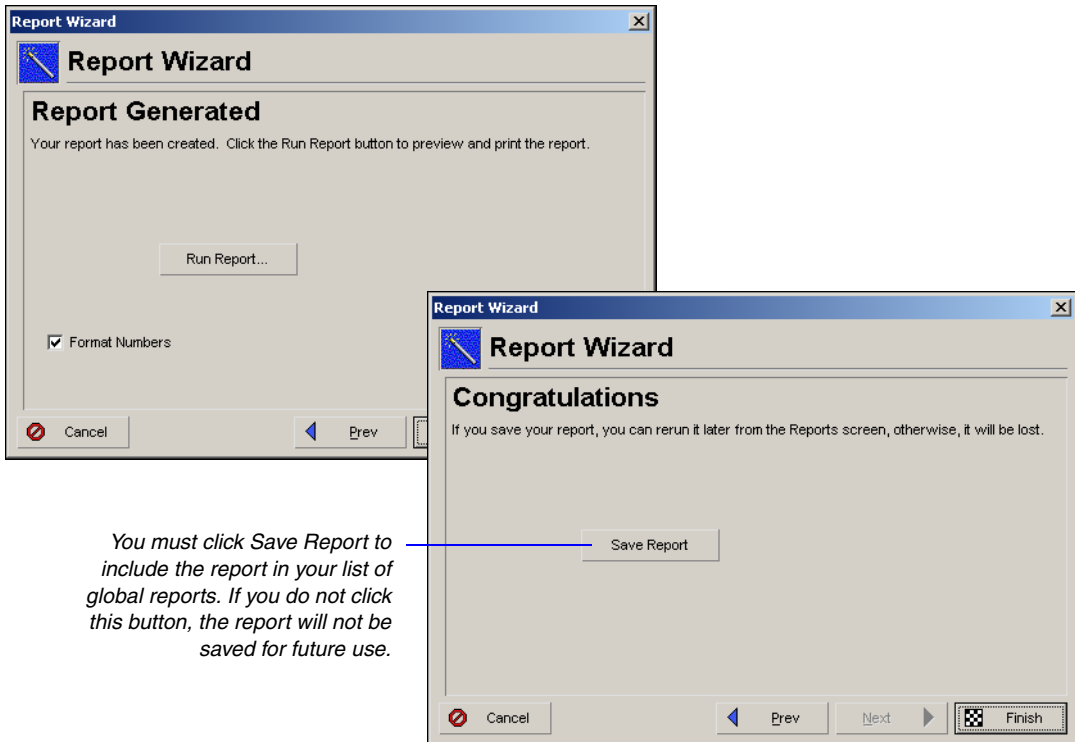 Report Wizard
Report Wizard
Report Generated
Your report has been created. Click the Run Report button to preview and print the report.
Run Report...
Format Numbers
Cancel
Prev
Report Wizard
Report Wizard
Congratulations
If you save your report, you can rerun it later from the Reports screen, otherwise, it will be lost.
Save Report
Cancel
Prev
Next
Finish
You must click Save Report to
include the report in your list of
global reports. If you do not click
this button, the report will not be
saved for future use.